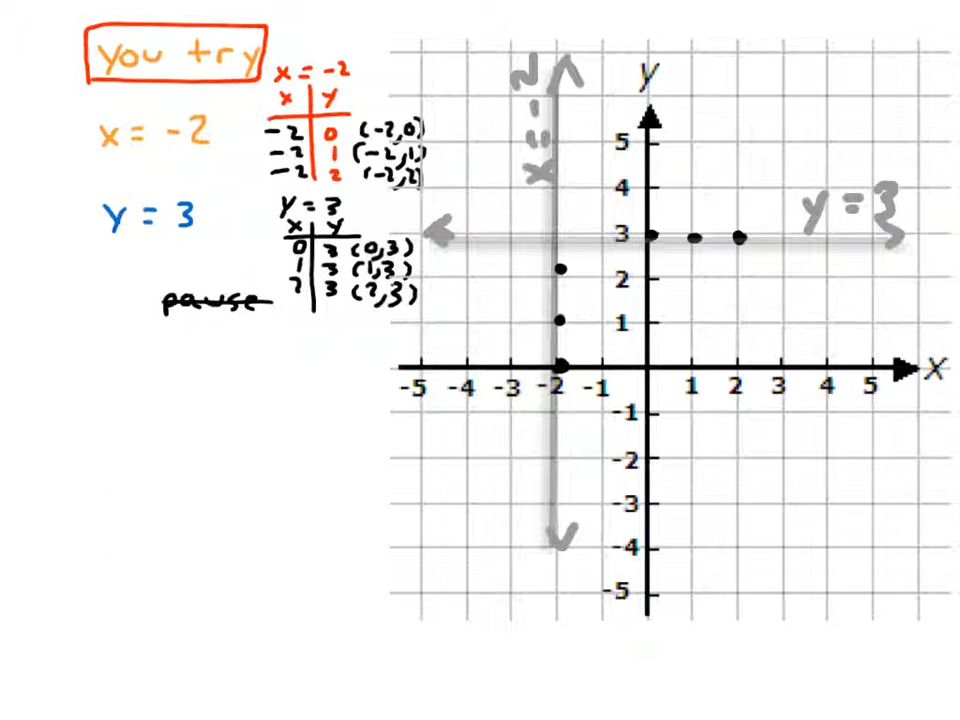 you try
x = -2
y = 3
pause
x = -2
x y
-2 0 (-2,0)
-2 1 (-2,1)
-2 2 (-2,2)
y = 3
x y
0 3 (0,3)
1 3 (1,3)
2 3 (2,3)
x = -2
y = 3
y
5
4
3
2
1
-5 -4 -3 -2 -1 1 2 3 4 5 x
-1
-2
-3
-4
-5